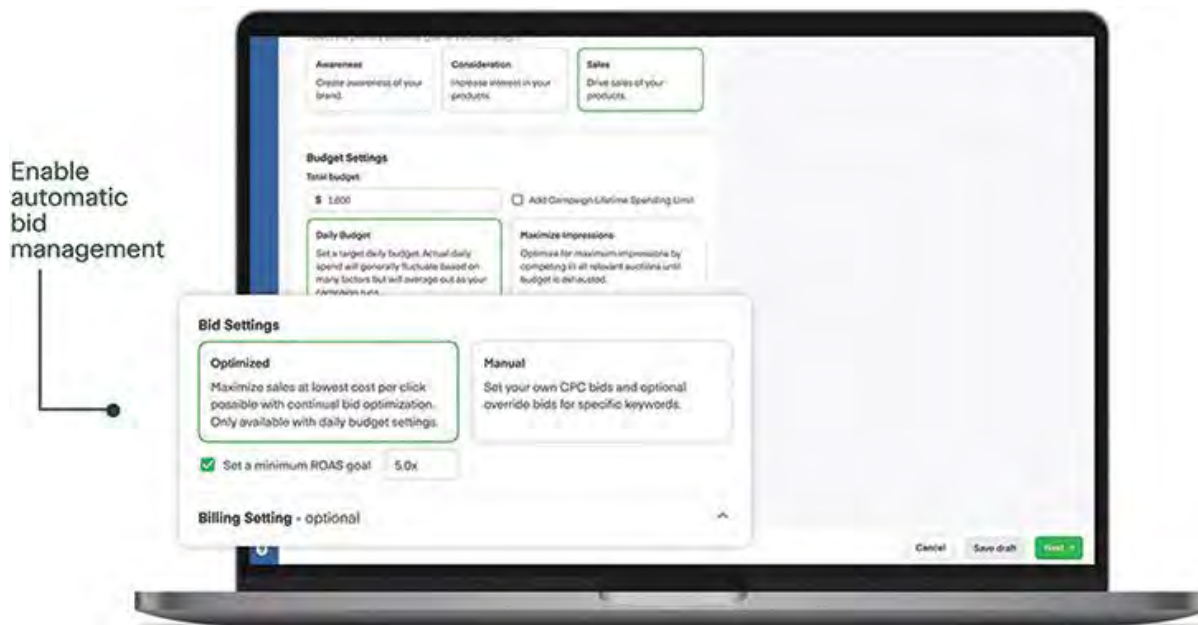 Enable
automatic
bid
management
Awareness
Create awareness of your
brand.
Consideration
Increase interest in your
products.
Sales
Drive sales of your
products.
Budget Settings
Total budget
$ 1,600
Add Campaign Lifetime Spending Limit
Daily Budget
Set a target daily budget. Actual daily
spend will generally fluctuate based on
many factors but will average out as your
campaign runs.
Maximize Impressions
Optimize for maximum impressions by
competing in all relevant auctions until
budget is exhausted.
Bid Settings
Optimized
Maximize sales at lowest cost per click
possible with continual bid optimization.
Only available with daily budget settings.
Manual
Set your own CPC bids and optional
override bids for specific keywords.
Set a minimum ROAS goal
5.0x
Billing Setting - optional
Cancel
Save draft
Next